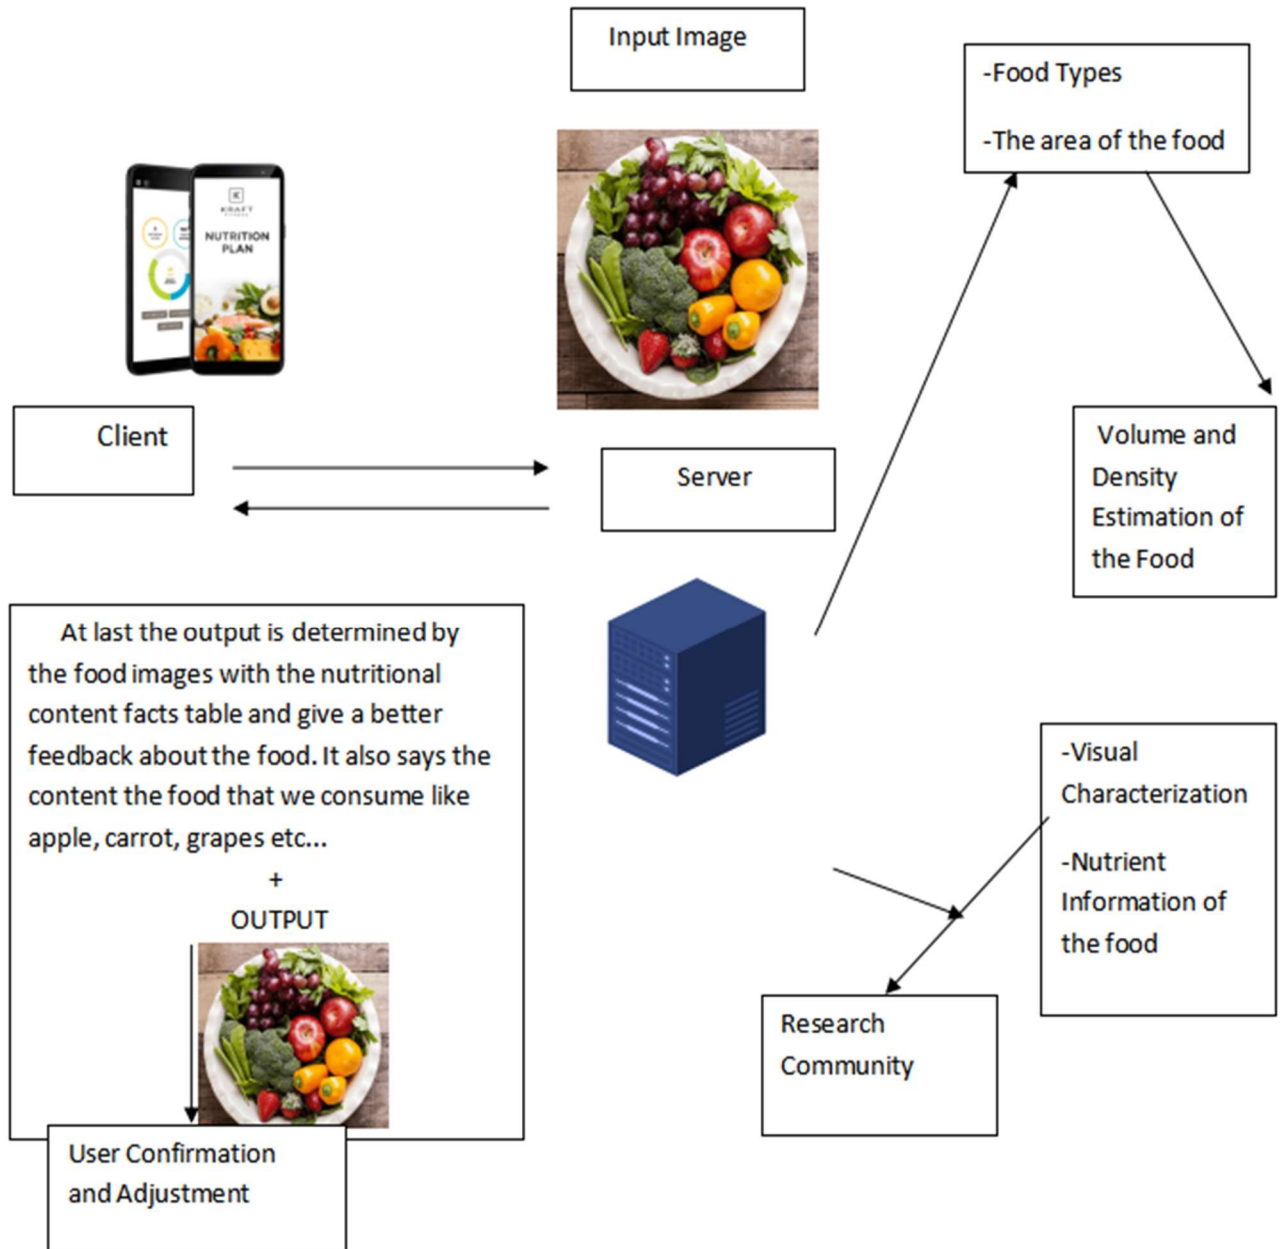 Input Image
-Food Types
-The area of the food
K
KRAFT
FITNESS
NUTRITION
PLAN
Client
Server
Volume and
Density
Estimation of
the Food
At last the output is determined by
the food images with the nutritional
content facts table and give a better
feedback about the food. It also says the
content the food that we consume like
apple, carrot, grapes etc...
+
OUTPUT
-Visual
Characterization
-Nutrient
Information of
the food
Research
Community
User Confirmation
and Adjustment